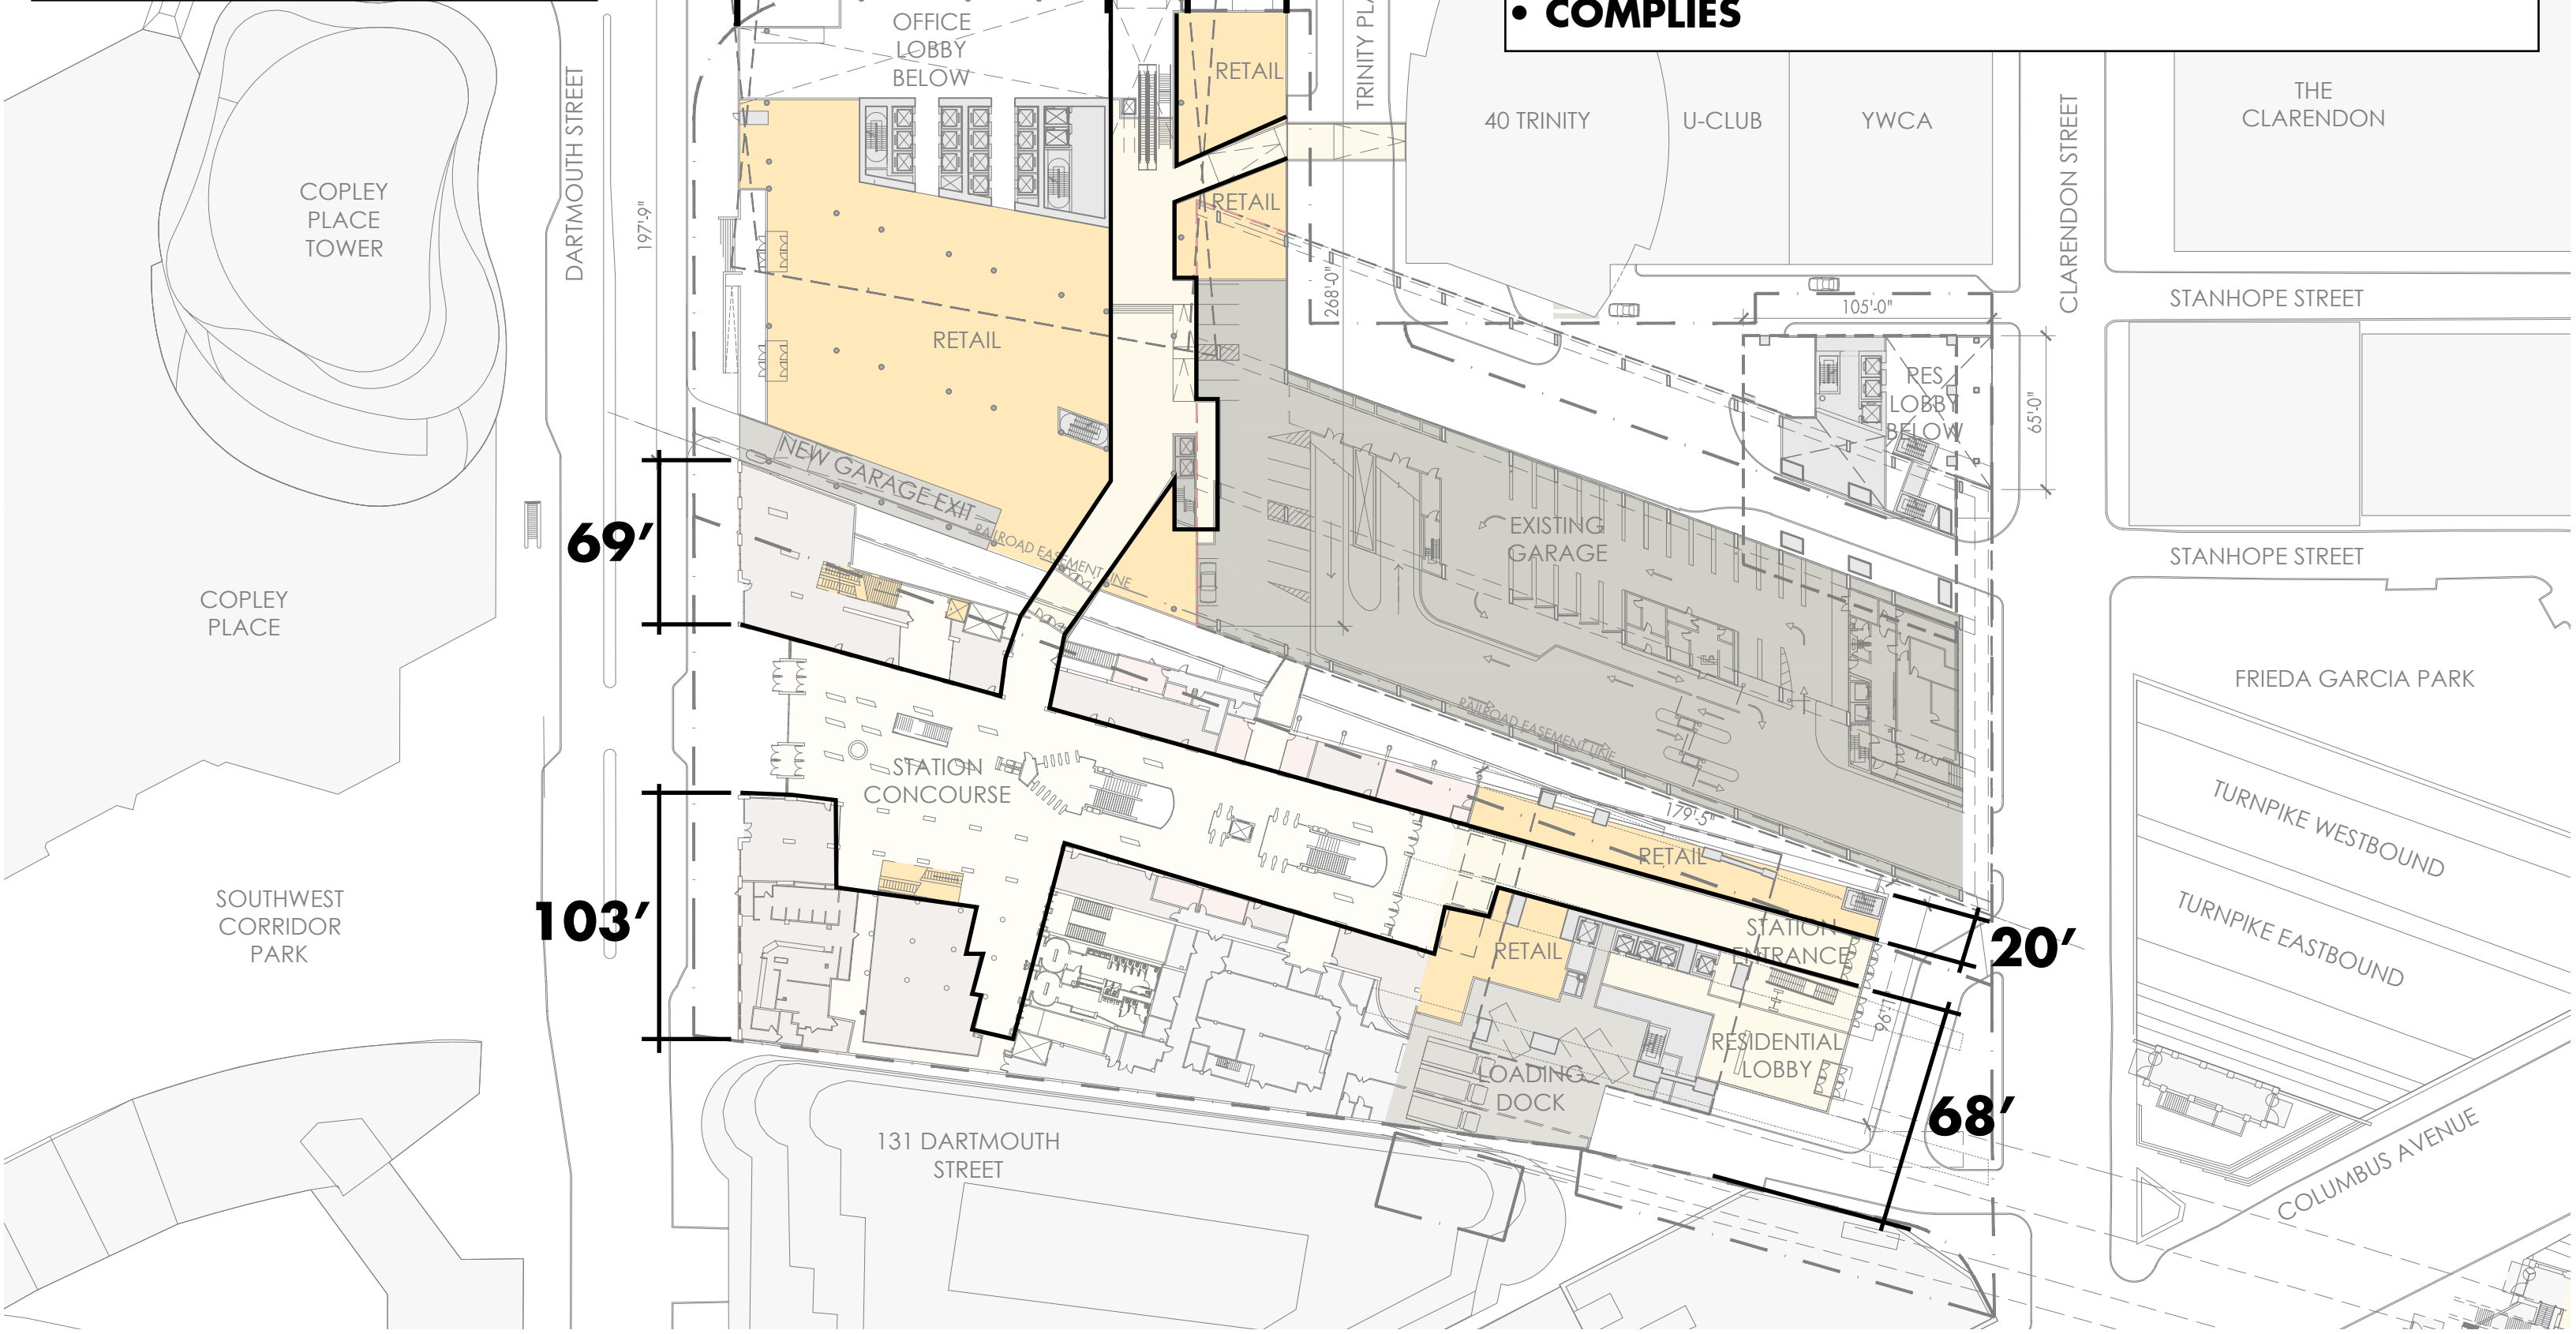 • COMPLIES
OFFICE
LOBBY
BELOW
RETAIL
40 TRINITY
U-CLUB
YWCA
THE
CLARENDON
DARTMOUTH STREET
CLARENDON STREET
COPLEY
PLACE
TOWER
197'-9"
RETAIL
268'-0"
105'-0"
STANHOPE STREET
RETAIL
RES
LOBBY
BELOW
65'-0"
NEW GARAGE EXIT
69'
RAILROAD EASEMENT LINE
EXISTING
GARAGE
STANHOPE STREET
COPLEY
PLACE
FRIEDA GARCIA PARK
RAILROAD EASEMENT LINE
STATION
CONCOURSE
179'-5"
TURNPIKE WESTBOUND
RETAIL
SOUTHWEST
CORRIDOR
PARK
103'
RETAIL
STATION
ENTRANCE
20'
TURNPIKE EASTBOUND
RESIDENTIAL
LOBBY
LOADING
DOCK
68'
131 DARTMOUTH
STREET
COLUMBUS AVENUE